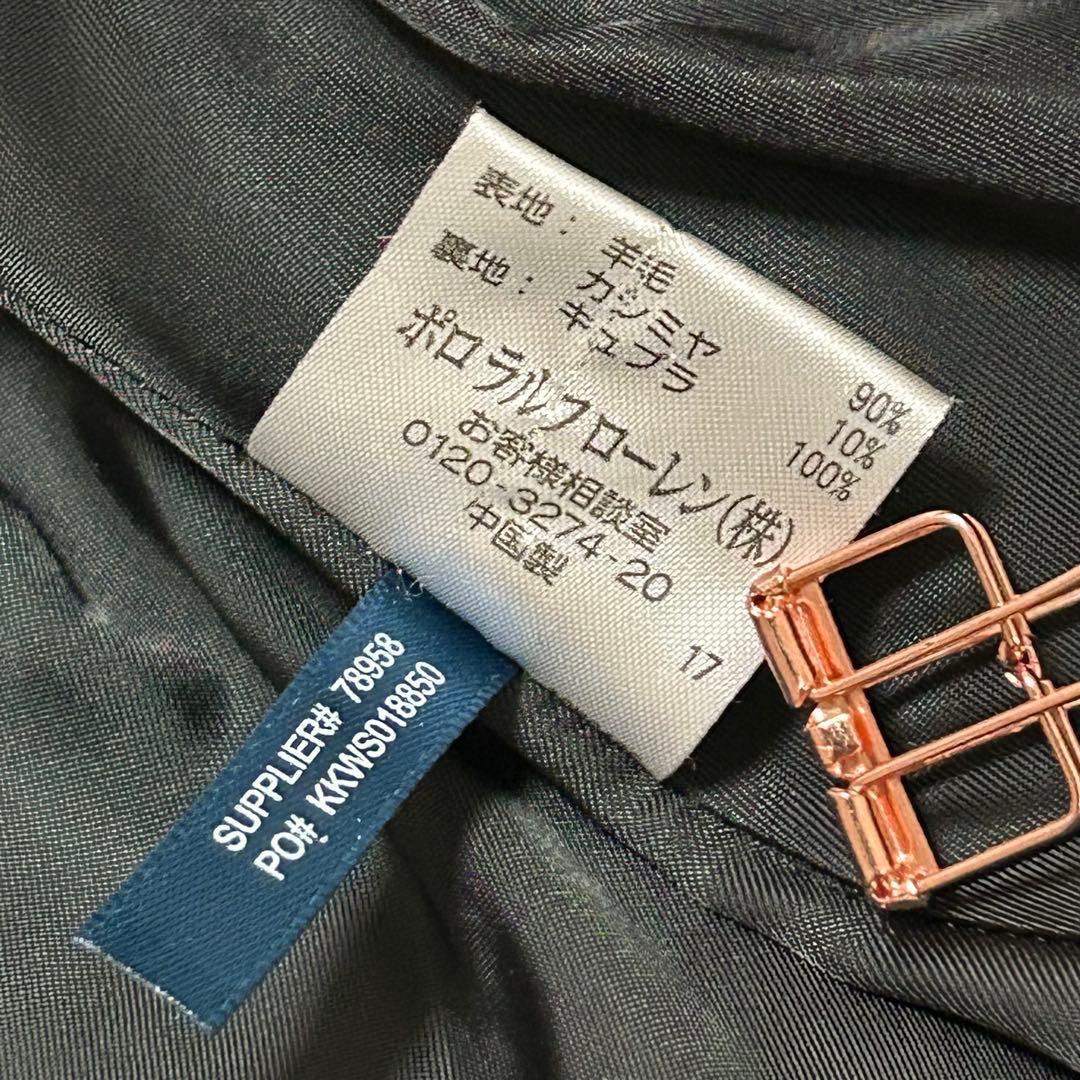 表地： 羊毛 90%
カシミヤ 10%
裏地： キュプラ 100%
ポロ ラルフ ローレン(株)
お客様相談室
0120-3274-20
中国製
17
SUPPLIER# 78958
PO# KKWS018850